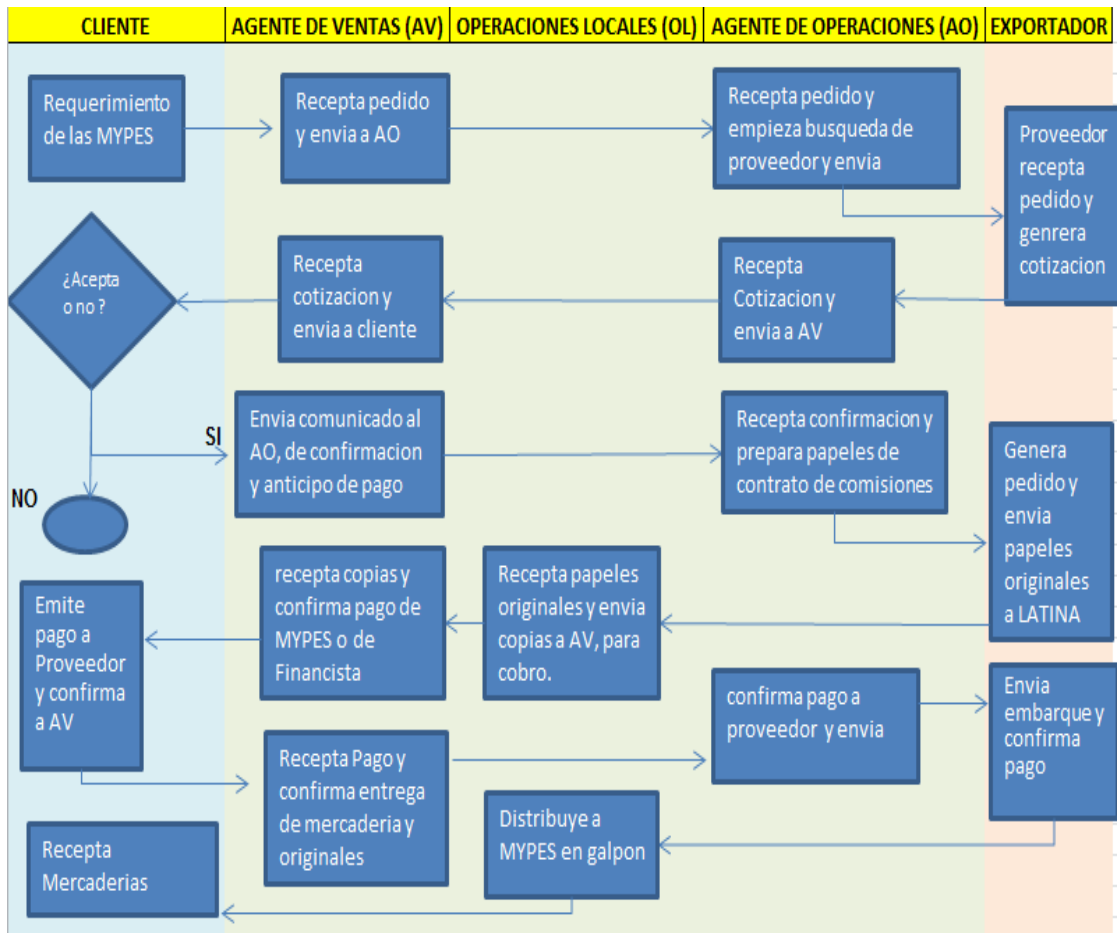 CLIENTE
AGENTE DE VENTAS (AV)
OPERACIONES LOCALES (OL)
AGENTE DE OPERACIONES (AO)
EXPORTADOR
Requerimiento
de las MYPES
Recepta pedido
y envia a AO
Recepta pedido y
empieza busqueda de
proveedor y envia
Proveedor
recepta
pedido y
genrera
cotizacion
¿Acepta
o no ?
Recepta
cotizacion y
envia a cliente
Recepta
Cotizacion y
envia a AV
SI
NO
Envia comunicado al
AO, de confirmacion
y anticipo de pago
Recepta confirmacion y
prepara papeles de
contrato de comisiones
Genera
pedido y
envia
papeles
originales
a LATINA
Emite
pago a
Proveedor
y confirma
a AV
recepta copias y
confirma pago de
MYPES o de
Financista
Recepta papeles
originales y envia
copias a AV, para
cobro.
confirma pago a
proveedor y envia
Envia
embarque y
confirma
pago
Recepta Pago y
confirma entrega
de mercaderia y
originales
Distribuye a
MYPES en galpon
Recepta
Mercaderias